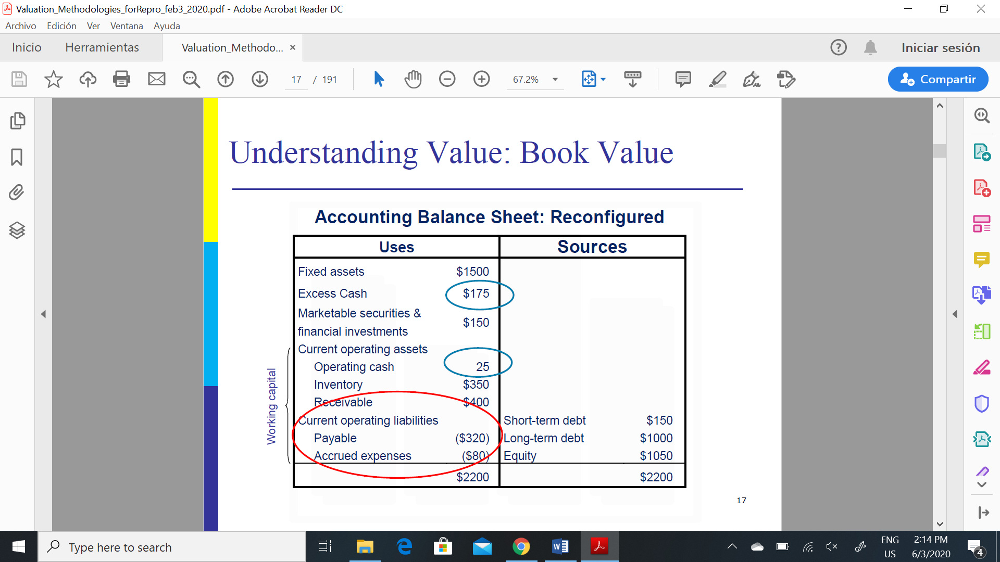 Valuation_Methodologies_forRepro_feb3_2020.pdf - Adobe Acrobat Reader DC
Archivo Edición Ver Ventana Ayuda
Inicio Herramientas Valuation_Methodo... × ? Iniciar sesión
17 / 191 67.2% Compartir
Understanding Value: Book Value
Accounting Balance Sheet: Reconfigured
Uses Sources
Fixed assets $1500
Excess Cash $175
Marketable securities &
financial investments $150
Current operating assets
Operating cash 25
Inventory $350
Receivable $400
Current operating liabilities Short-term debt $150
Payable ($320) Long-term debt $1000
Accrued expenses ($80) Equity $1050
$2200 $2200
Working capital
17
Type here to search
ENG 2:14 PM
US 6/3/2020 4